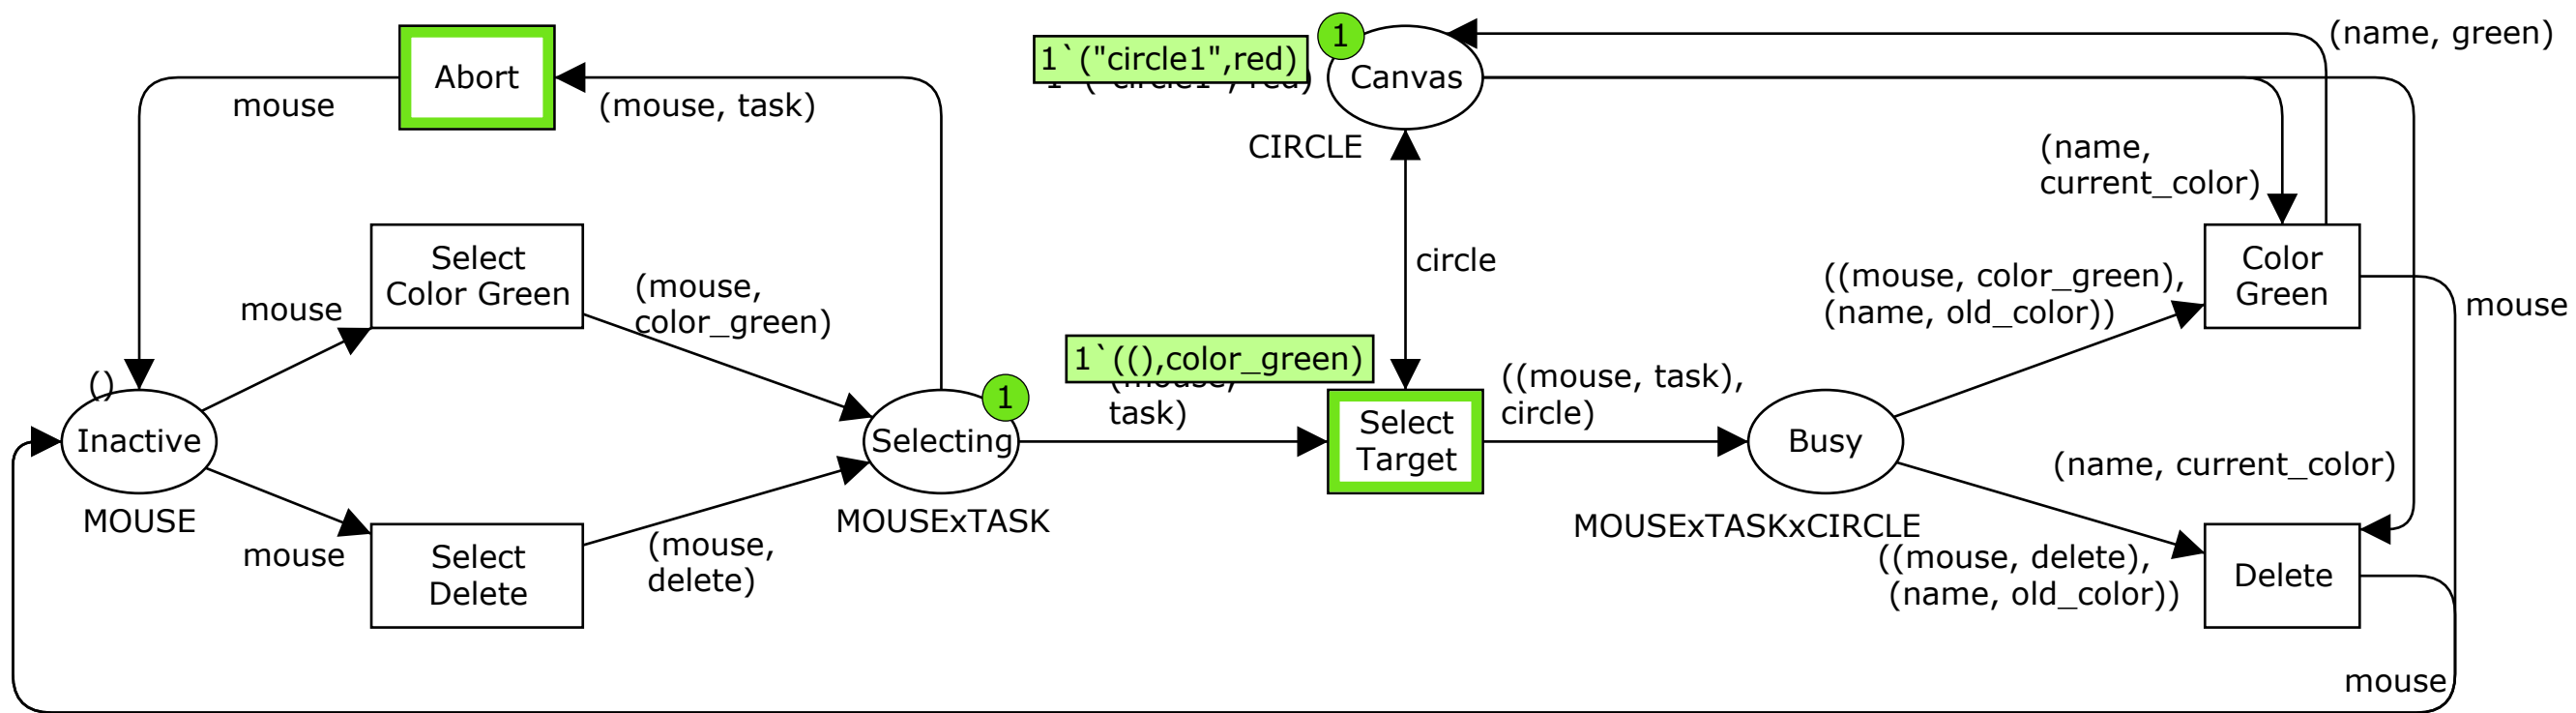 (name, green)
1
1`("circle1",red)
Abort
Canvas
mouse
(mouse, task)
CIRCLE
(name,
current_color)
Select
Color Green
circle
Color
Green
mouse
(mouse,
color_green)
((mouse, color_green),
(name, old_color))
mouse
1`((),color_green)
task)
((mouse, task),
circle)
()
1
Inactive
Selecting
Select
Target
Busy
(name, current_color)
MOUSE
MOUSExTASK
MOUSExTASKxCIRCLE
mouse
Select
Delete
(mouse,
delete)
((mouse, delete),
(name, old_color))
Delete
mouse